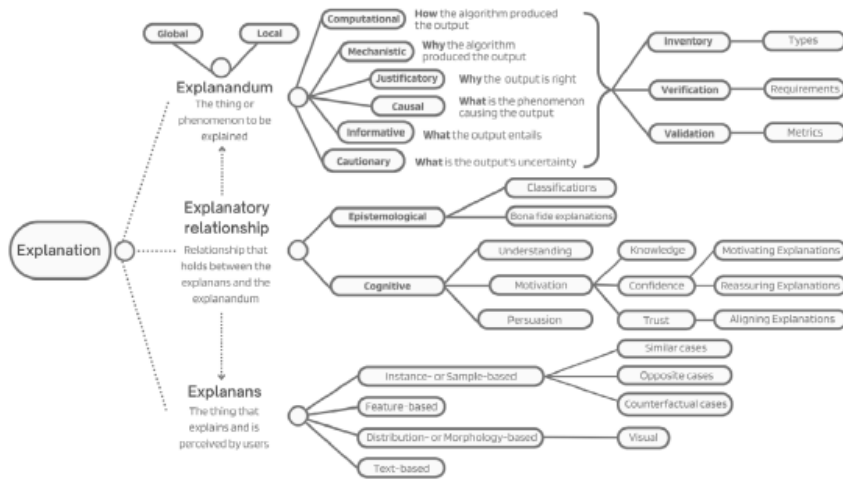 Global
Local
Explanandum
The thing or
phenomenon to be
explained
Computational
How the algorithm produced
the output
Mechanistic
Why the algorithm
produced the output
Justificatory
Why the output is right
Causal
What is the phenomenon
causing the output
Informative
What the output entails
Cautionary
What is the output's uncertainty
Inventory
Types
Verification
Requirements
Validation
Metrics
Explanation
Explanatory
relationship
Relationship that
holds between the
explanans and the
explanandum
Epistemological
Classifications
Bona fide explanations
Cognitive
Understanding
Motivation
Persuasion
Knowledge
Confidence
Trust
Motivating Explanations
Reassuring Explanations
Aligning Explanations
Explanans
The thing that
explains and is
perceived by users
Instance- or Sample-based
Similar cases
Opposite cases
Counterfactual cases
Feature-based
Distribution- or Morphology-based
Visual
Text-based